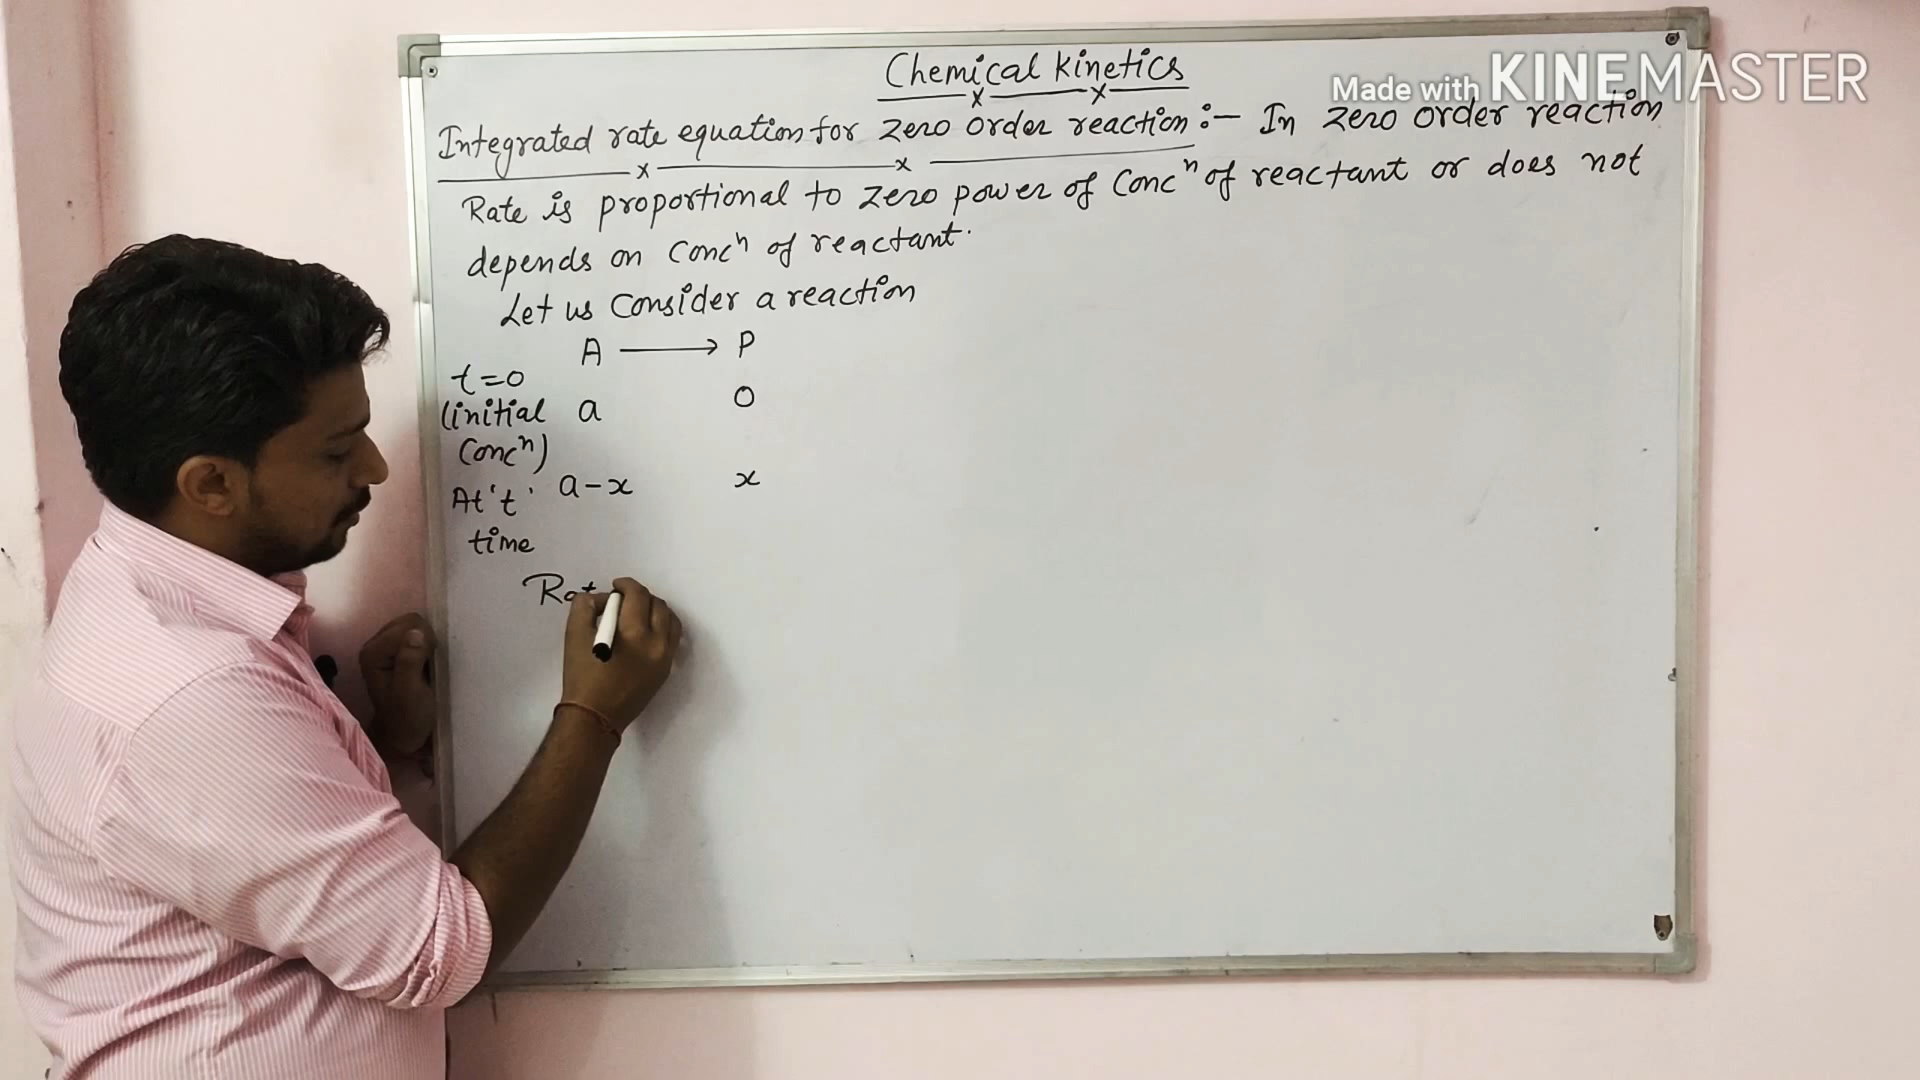 Chemical kinetics
Made with KINEMASTER
Integrated rate equation for zero order reaction :- In zero order reaction
Rate is proportional to zero power of Concⁿ of reactant or does not
depends on Concⁿ of reactant.
Let us Consider a reaction
A ⟶ P
t=0
(initial a 0
Concⁿ)
At 't' a-x x
time